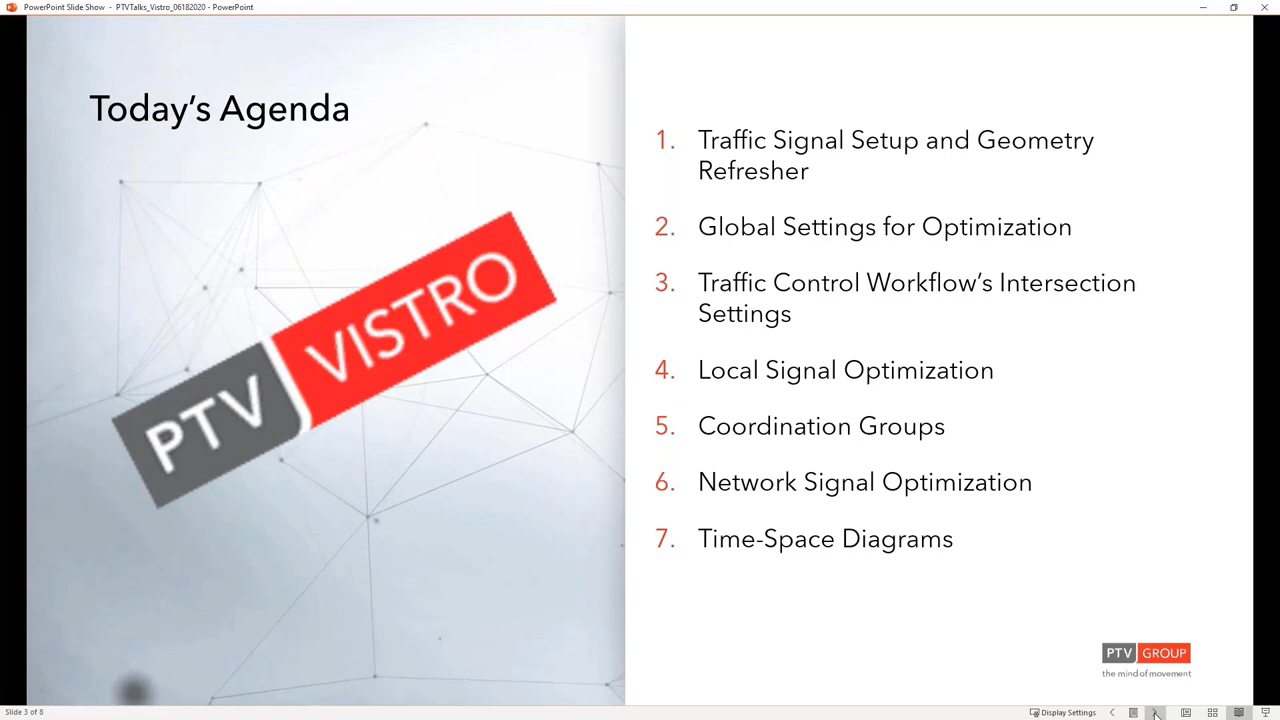 PowerPoint Slide Show - PTVTalks_Vistro_06182020 - PowerPoint
Today's Agenda
PTV VISTRO
1. Traffic Signal Setup and Geometry
Refresher
2. Global Settings for Optimization
3. Traffic Control Workflow's Intersection
Settings
4. Local Signal Optimization
5. Coordination Groups
6. Network Signal Optimization
7. Time-Space Diagrams
PTV GROUP
the mind of movement
Slide 3 of 8
Display Settings